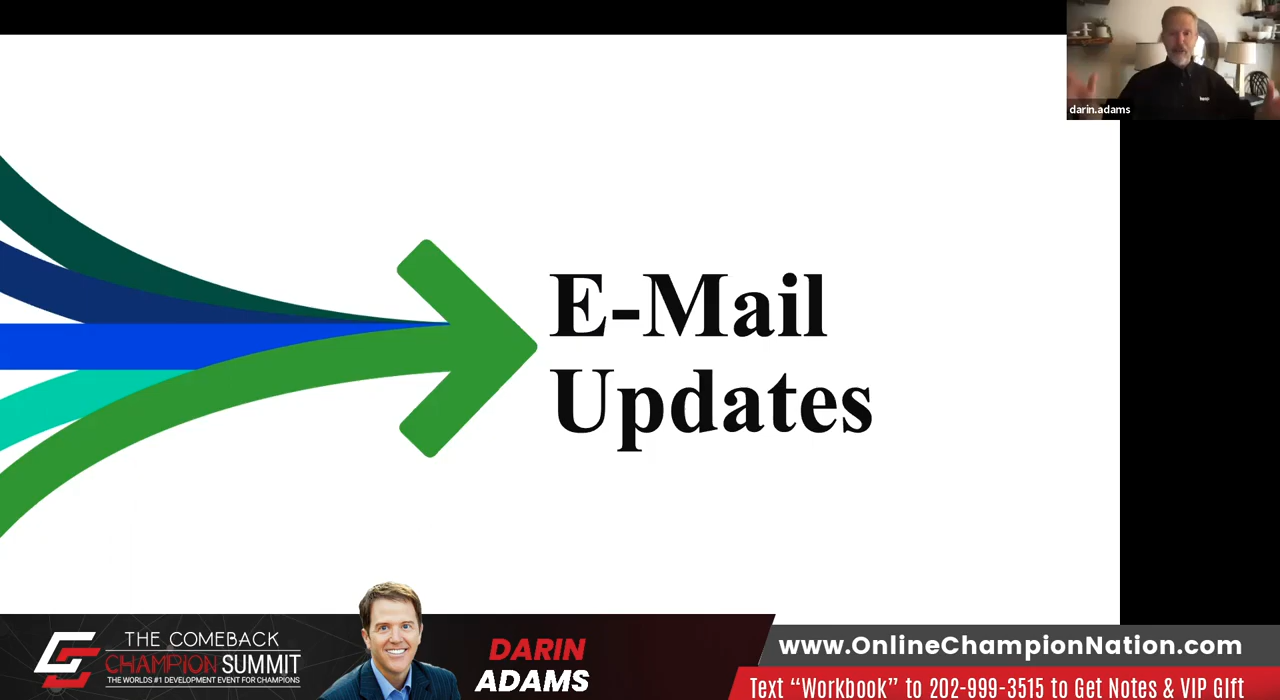 darin.adams
E-Mail
Updates
THE COMEBACK
CHAMPION SUMMIT
THE WORLDS #1 DEVELOPMENT EVENT FOR CHAMPIONS
DARIN
ADAMS
www.OnlineChampionNation.com
Text “Workbook” to 202-999-3515 to Get Notes & VIP GIft